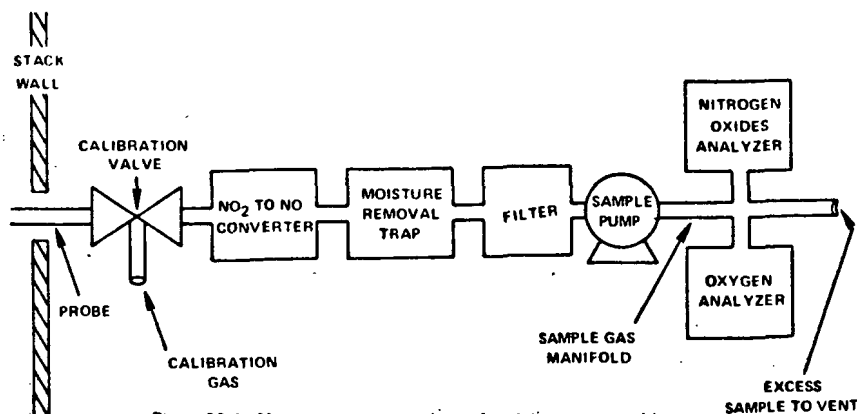 STACK
WALL
CALIBRATION
VALVE
NO₂ TO NO
CONVERTER
MOISTURE
REMOVAL
TRAP
FILTER
SAMPLE
PUMP
NITROGEN
OXIDES
ANALYZER
OXYGEN
ANALYZER
PROBE
CALIBRATION
GAS
SAMPLE GAS
MANIFOLD
EXCESS
SAMPLE TO VENT